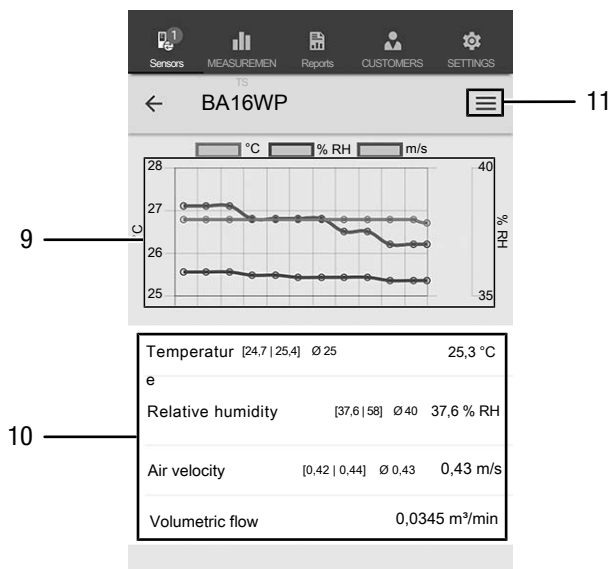 1
Sensors MEASUREMEN Reports CUSTOMERS SETTINGS
TS
BA16WP
11
°C % RH m/s
28 40
27
9 °C % RH
26
25 35
Temperatur [24,7 | 25,4] Ø 25 25,3 °C
e
Relative humidity [37,6 | 58] Ø 40 37,6 % RH
10
Air velocity [0,42 | 0,44] Ø 0,43 0,43 m/s
Volumetric flow 0,0345 m³/min